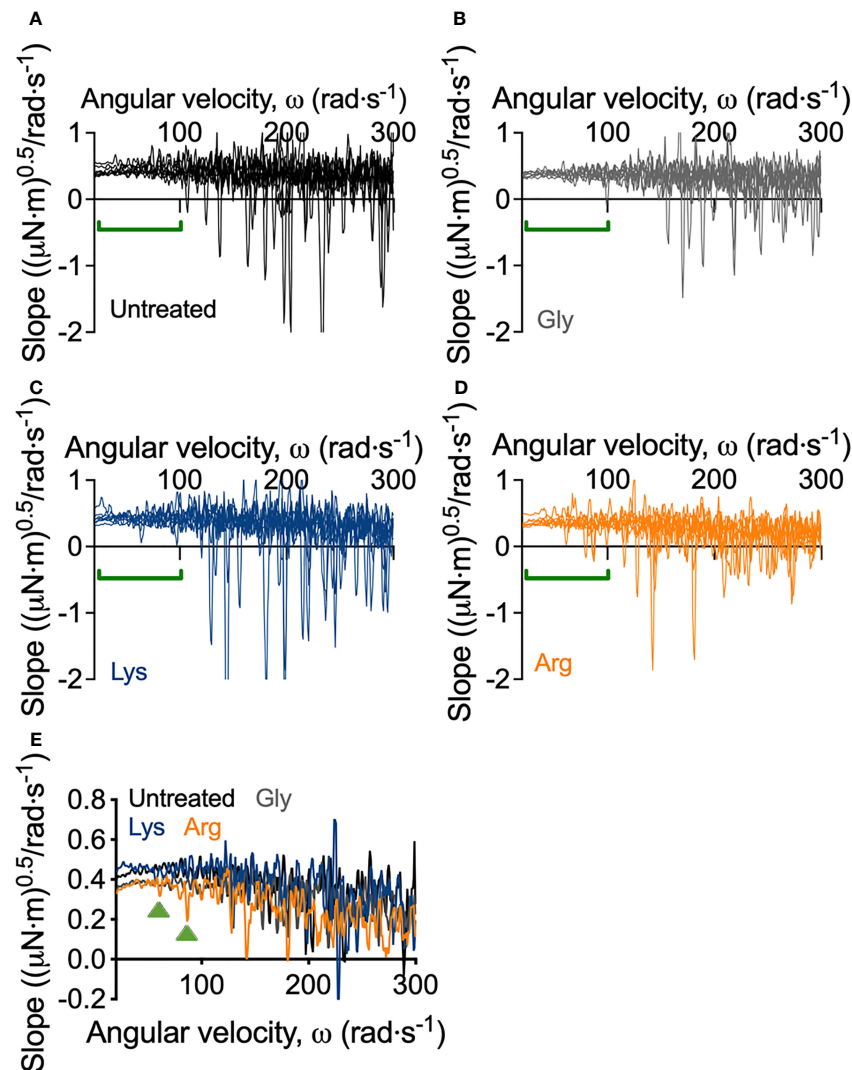 A
Angular velocity, ω (rad·s-1)
100 200 300
Slope ((μN·m)0.5/rad·s-1)
1
0
-1
-2
Untreated
B
Angular velocity, ω (rad·s-1)
100 200 300
Slope ((μN·m)0.5/rad·s-1)
1
0
-1
-2
Gly
C
Angular velocity, ω (rad·s-1)
100 200 300
Slope ((μN·m)0.5/rad·s-1)
1
0
-1
-2
Lys
D
Angular velocity, ω (rad·s-1)
100 200 300
Slope ((μN·m)0.5/rad·s-1)
1
0
-1
-2
Arg
E
Slope ((μN·m)0.5/rad·s-1)
Untreated Gly
Lys Arg
0.8
0.6
0.4
0.2
0.0
-0.2
100 200 300
Angular velocity, ω (rad·s-1)